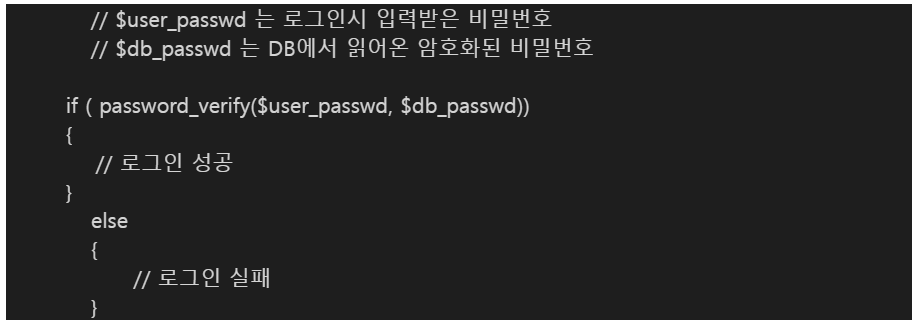 // $user_passwd 는 로그인시 입력받은 비밀번호
// $db_passwd 는 DB에서 읽어온 암호화된 비밀번호
if ( password_verify($user_passwd, $db_passwd))
{
// 로그인 성공
}
else
{
// 로그인 실패
}